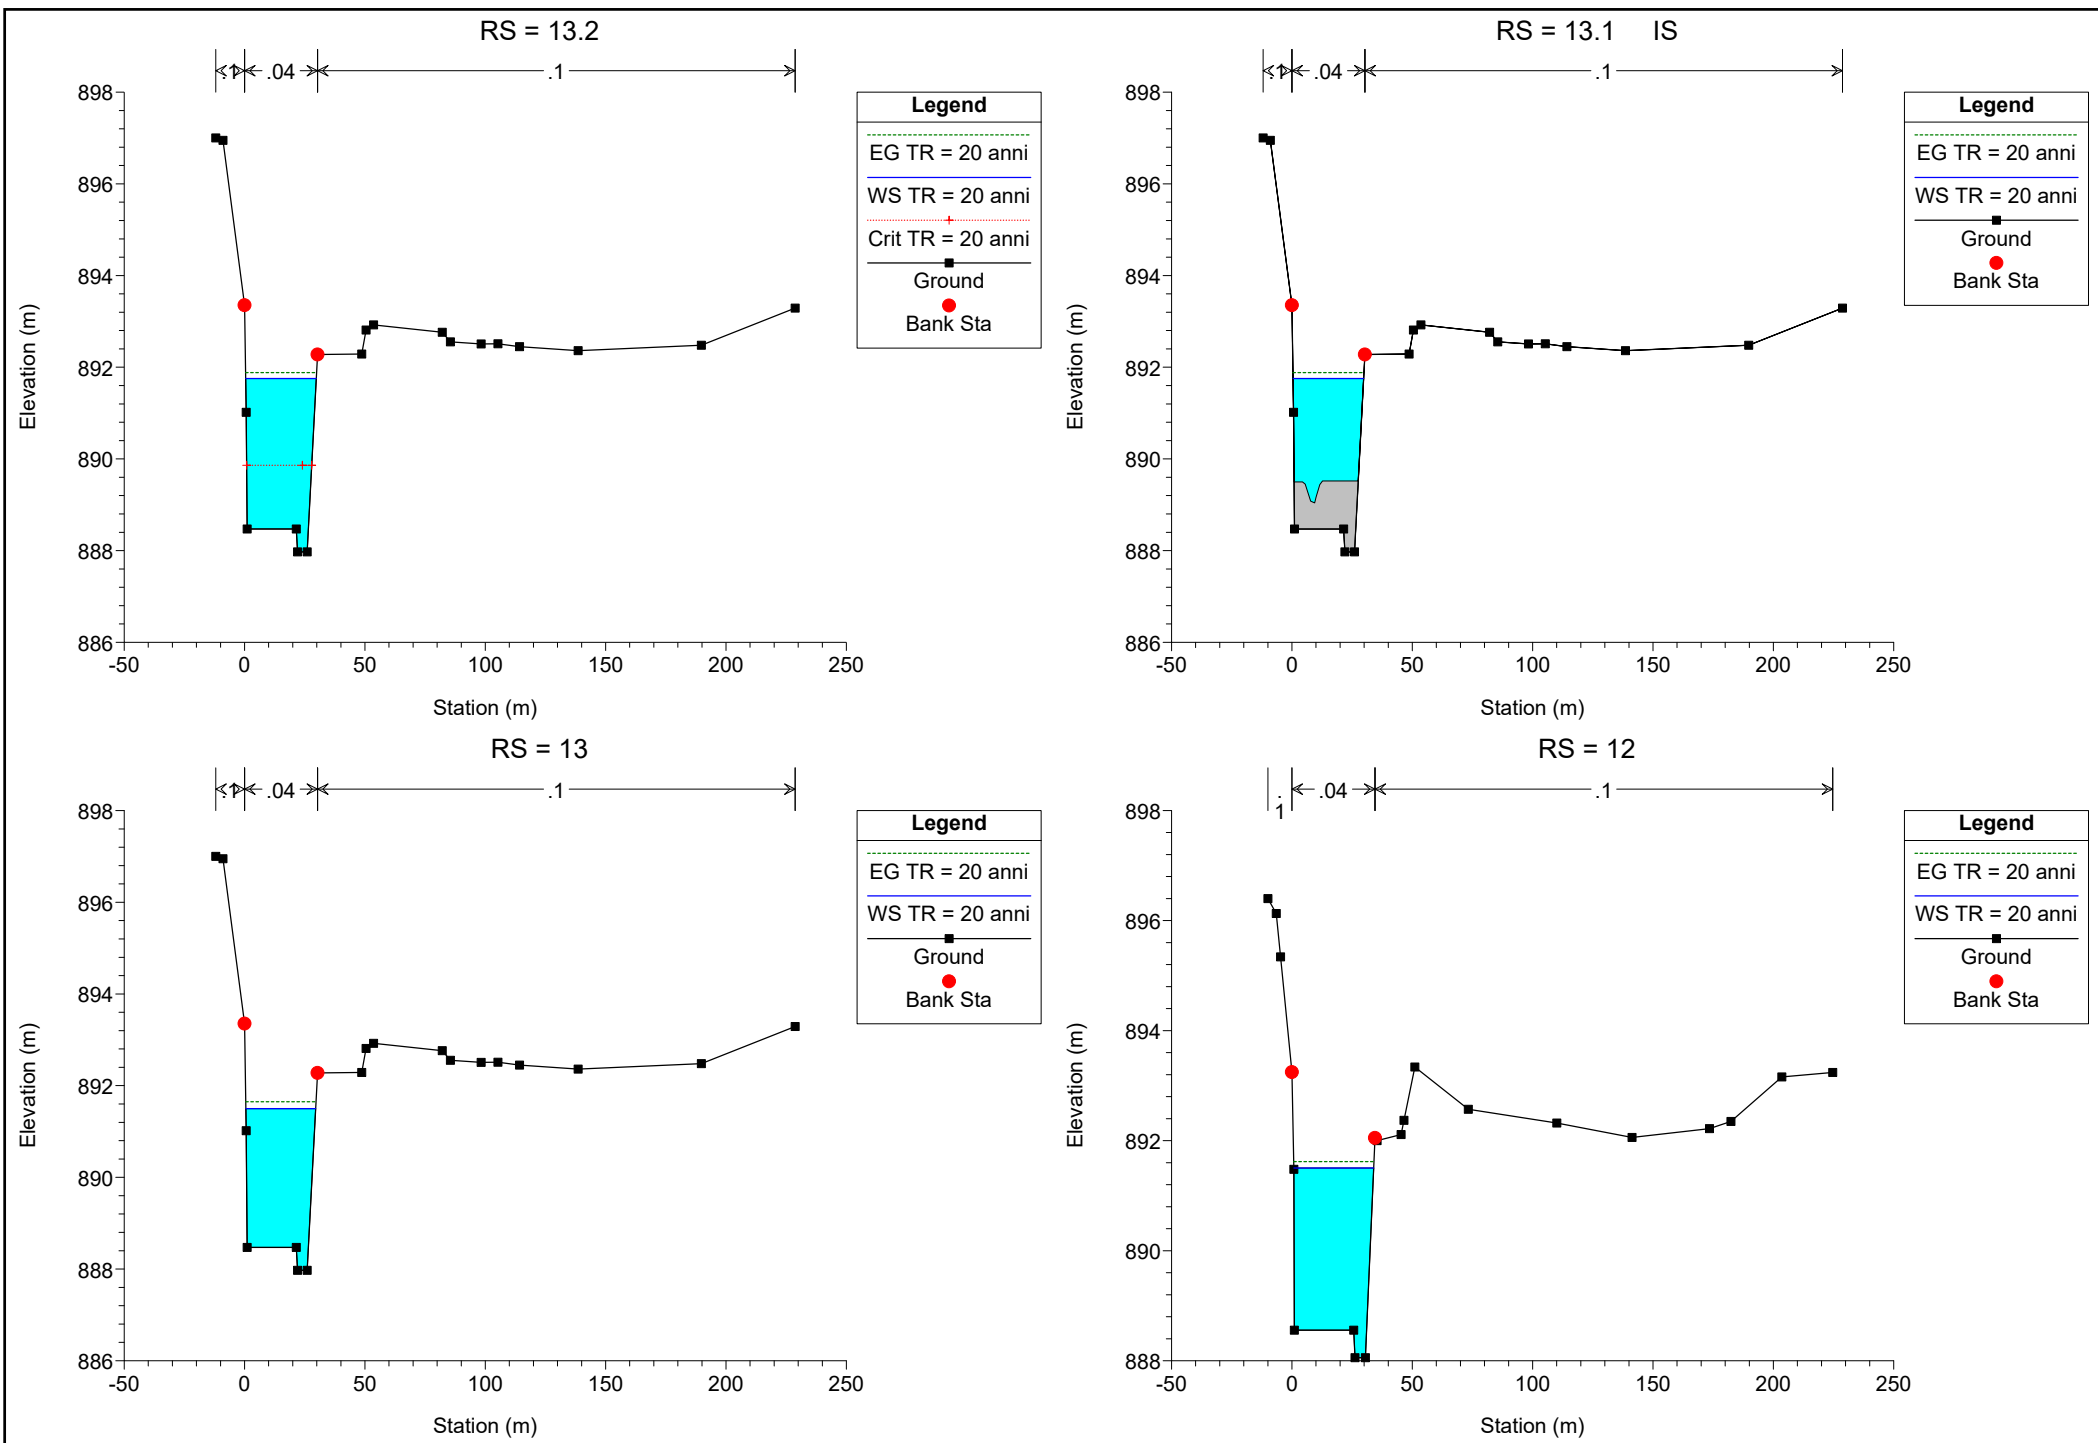 RS = 13.2
.1 .04 .1
898
896
894
892
890
888
886
-50 0 50 100 150 200 250
Elevation (m)
Station (m)
Legend
EG TR = 20 anni
WS TR = 20 anni
Crit TR = 20 anni
Ground
Bank Sta
RS = 13.1 IS
.1 .04 .1
898
896
894
892
890
888
886
-50 0 50 100 150 200 250
Elevation (m)
Station (m)
Legend
EG TR = 20 anni
WS TR = 20 anni
Ground
Bank Sta
RS = 13
.1 .04 .1
898
896
894
892
890
888
886
-50 0 50 100 150 200 250
Elevation (m)
Station (m)
Legend
EG TR = 20 anni
WS TR = 20 anni
Ground
Bank Sta
RS = 12
.1 .04 .1
898
896
894
892
890
888
-50 0 50 100 150 200 250
Elevation (m)
Station (m)
Legend
EG TR = 20 anni
WS TR = 20 anni
Ground
Bank Sta